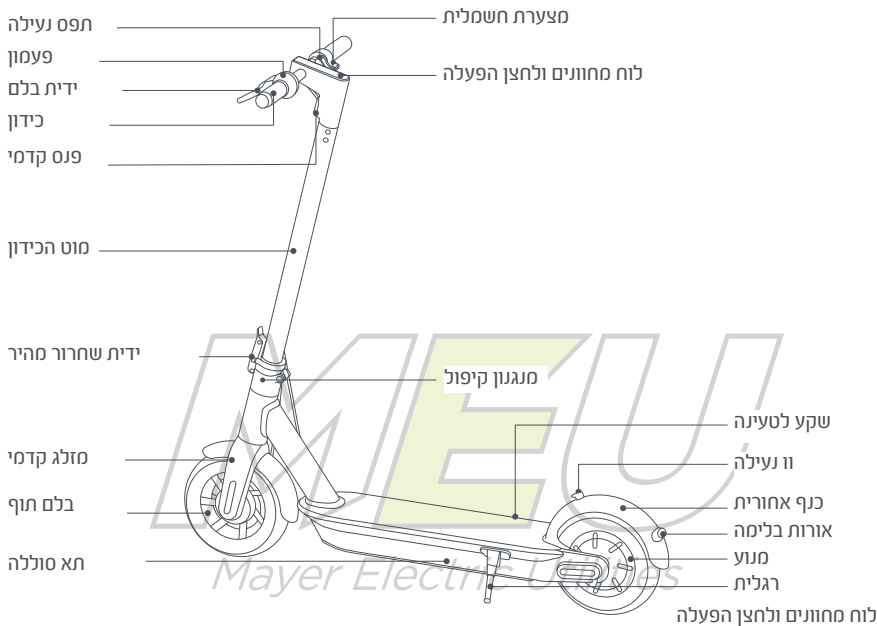 תפס נעילה
פעמון
ידית בלם
כידון
פנס קדמי
מוט הכידון
ידית שחרור מהיר
מזלג קדמי
בלם תוף
תא סוללה
מצערת חשמלית
לוח מחוונים ולחצן הפעלה
מנגנון קיפול
שקע לטעינה
וו נעילה
כנף אחורית
אורות בלימה
מנוע
רגלית
לוח מחוונים ולחצן הפעלה
MEU
Mayer Electric Utilities